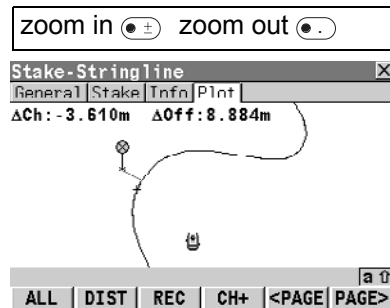 zoom in ± zoom out .
Stake-Stringline X
General Stake Info Plot
ΔCh:-3.610m ΔOff:8.884m
a⇧
ALL DIST REC CH+ <PAGE PAGE>